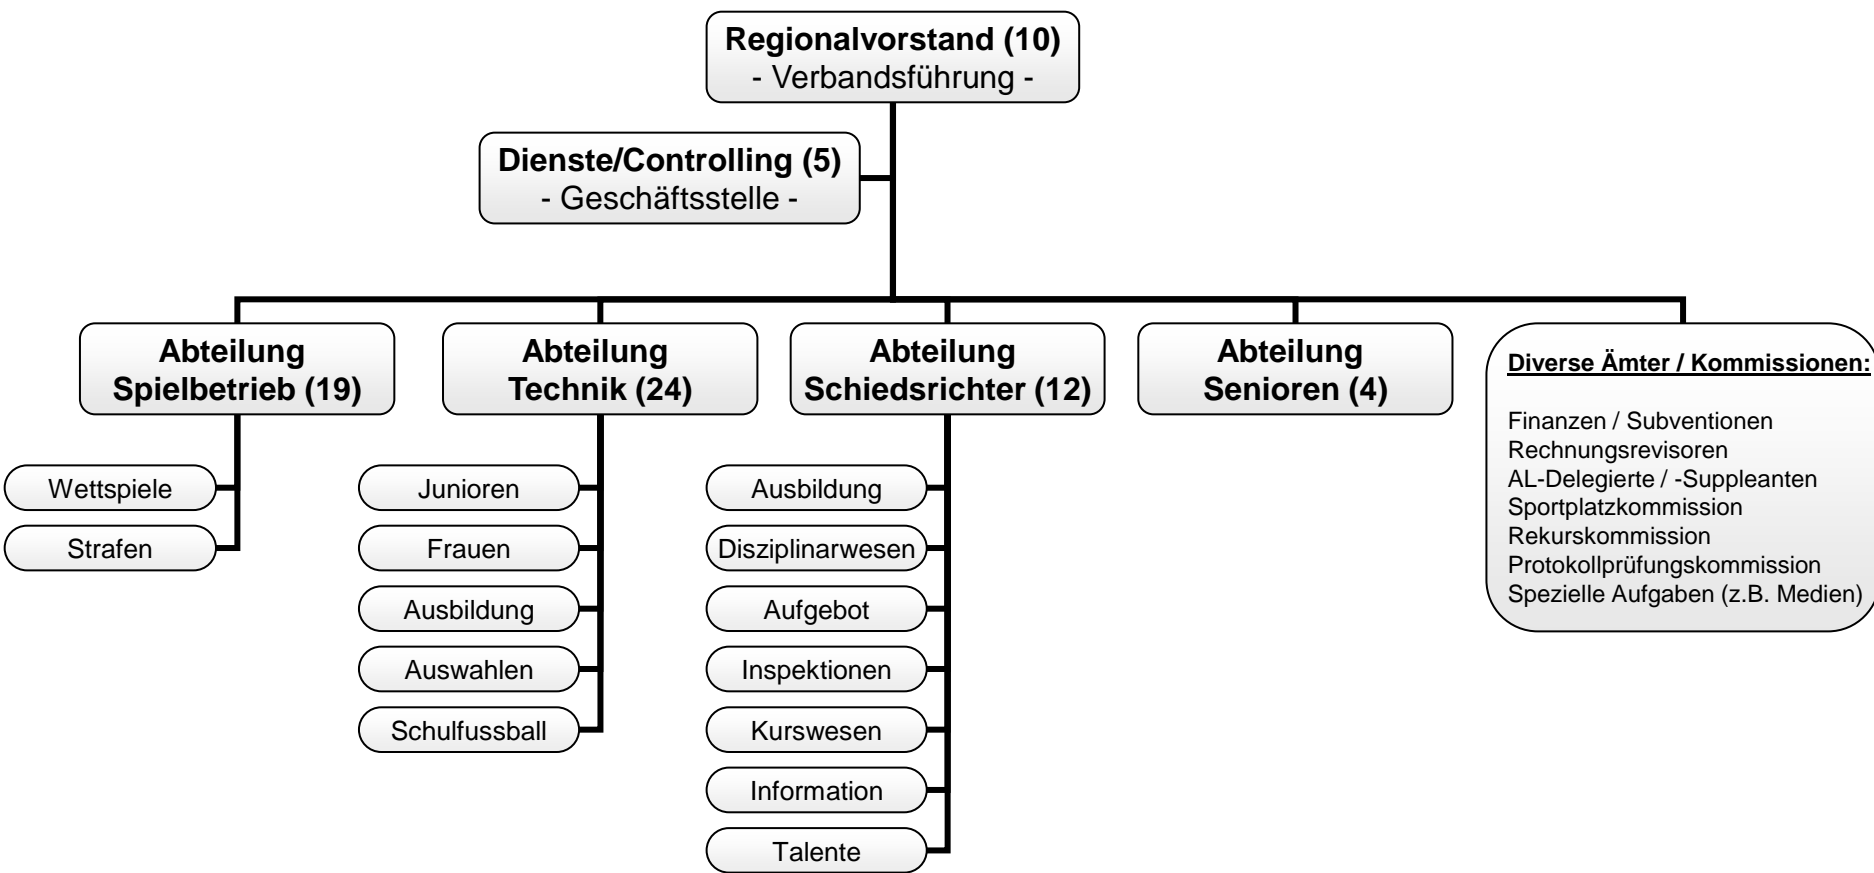 Regionalvorstand (10)
- Verbandsführung -
Dienste/Controlling (5)
- Geschäftsstelle -
Abteilung
Spielbetrieb (19)
Wettspiele
Strafen
Abteilung
Technik (24)
Junioren
Frauen
Ausbildung
Auswahlen
Schulfussball
Abteilung
Schiedsrichter (12)
Ausbildung
Disziplinarwesen
Aufgebot
Inspektionen
Kurswesen
Information
Talente
Abteilung
Senioren (4)
Diverse Ämter / Kommissionen:
Finanzen / Subventionen
Rechnungsrevisoren
AL-Delegierte / -Suppleanten
Sportplatzkommission
Rekurskommission
Protokollprüfungskommission
Spezielle Aufgaben (z.B. Medien)